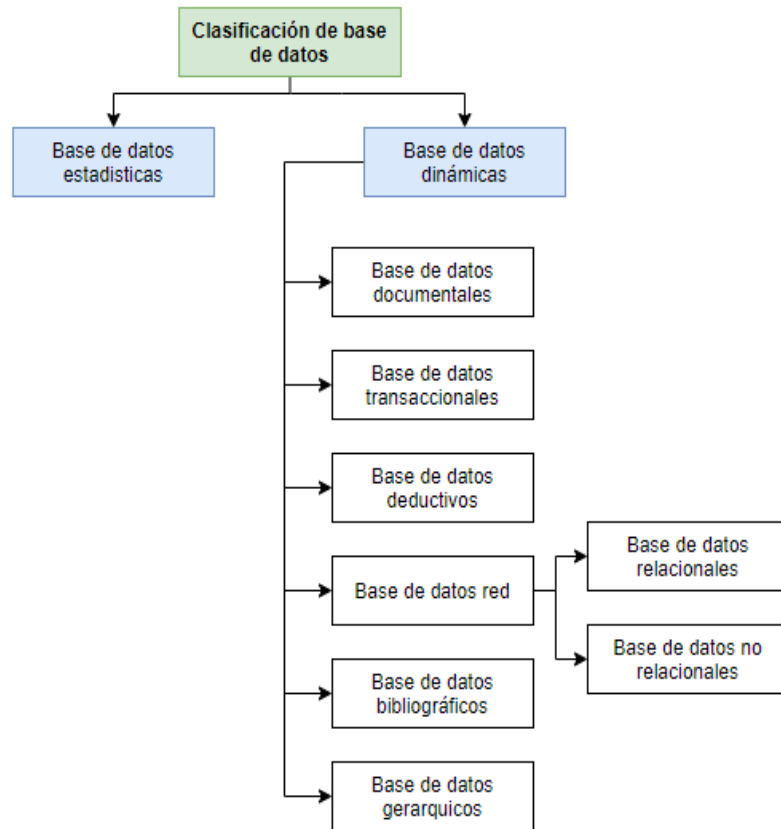 Clasificación de base
de datos
Base de datos
estadisticas
Base de datos
dinámicas
Base de datos
documentales
Base de datos
transaccionales
Base de datos
deductivos
Base de datos red
Base de datos
relacionales
Base de datos no
relacionales
Base de datos
bibliográficos
Base de datos
gerarquicos